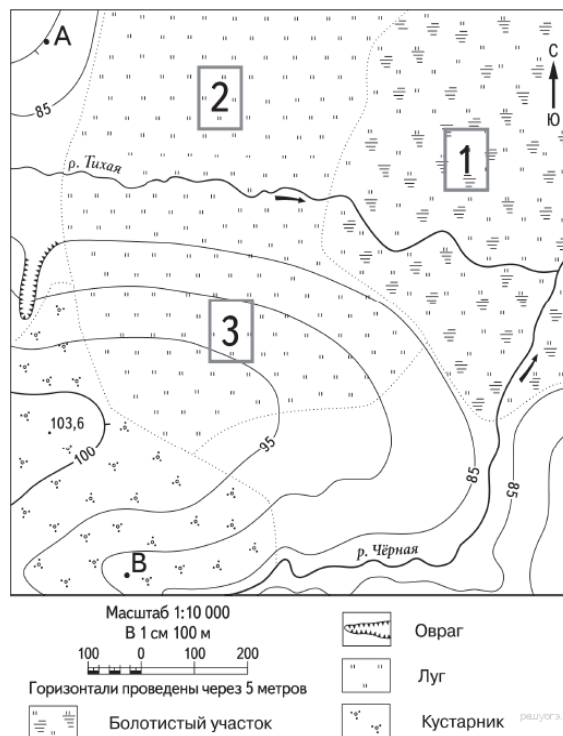 А
С
Ю
85
2
1
р. Тихая
3
103,6
100
95
85
85
В
р. Чёрная
Масштаб 1:10 000
В 1 см 100 м
100 0 100 200
Горизонтали проведены через 5 метров
Болотистый участок
Овраг
Луг
Кустарник
решуогэ.